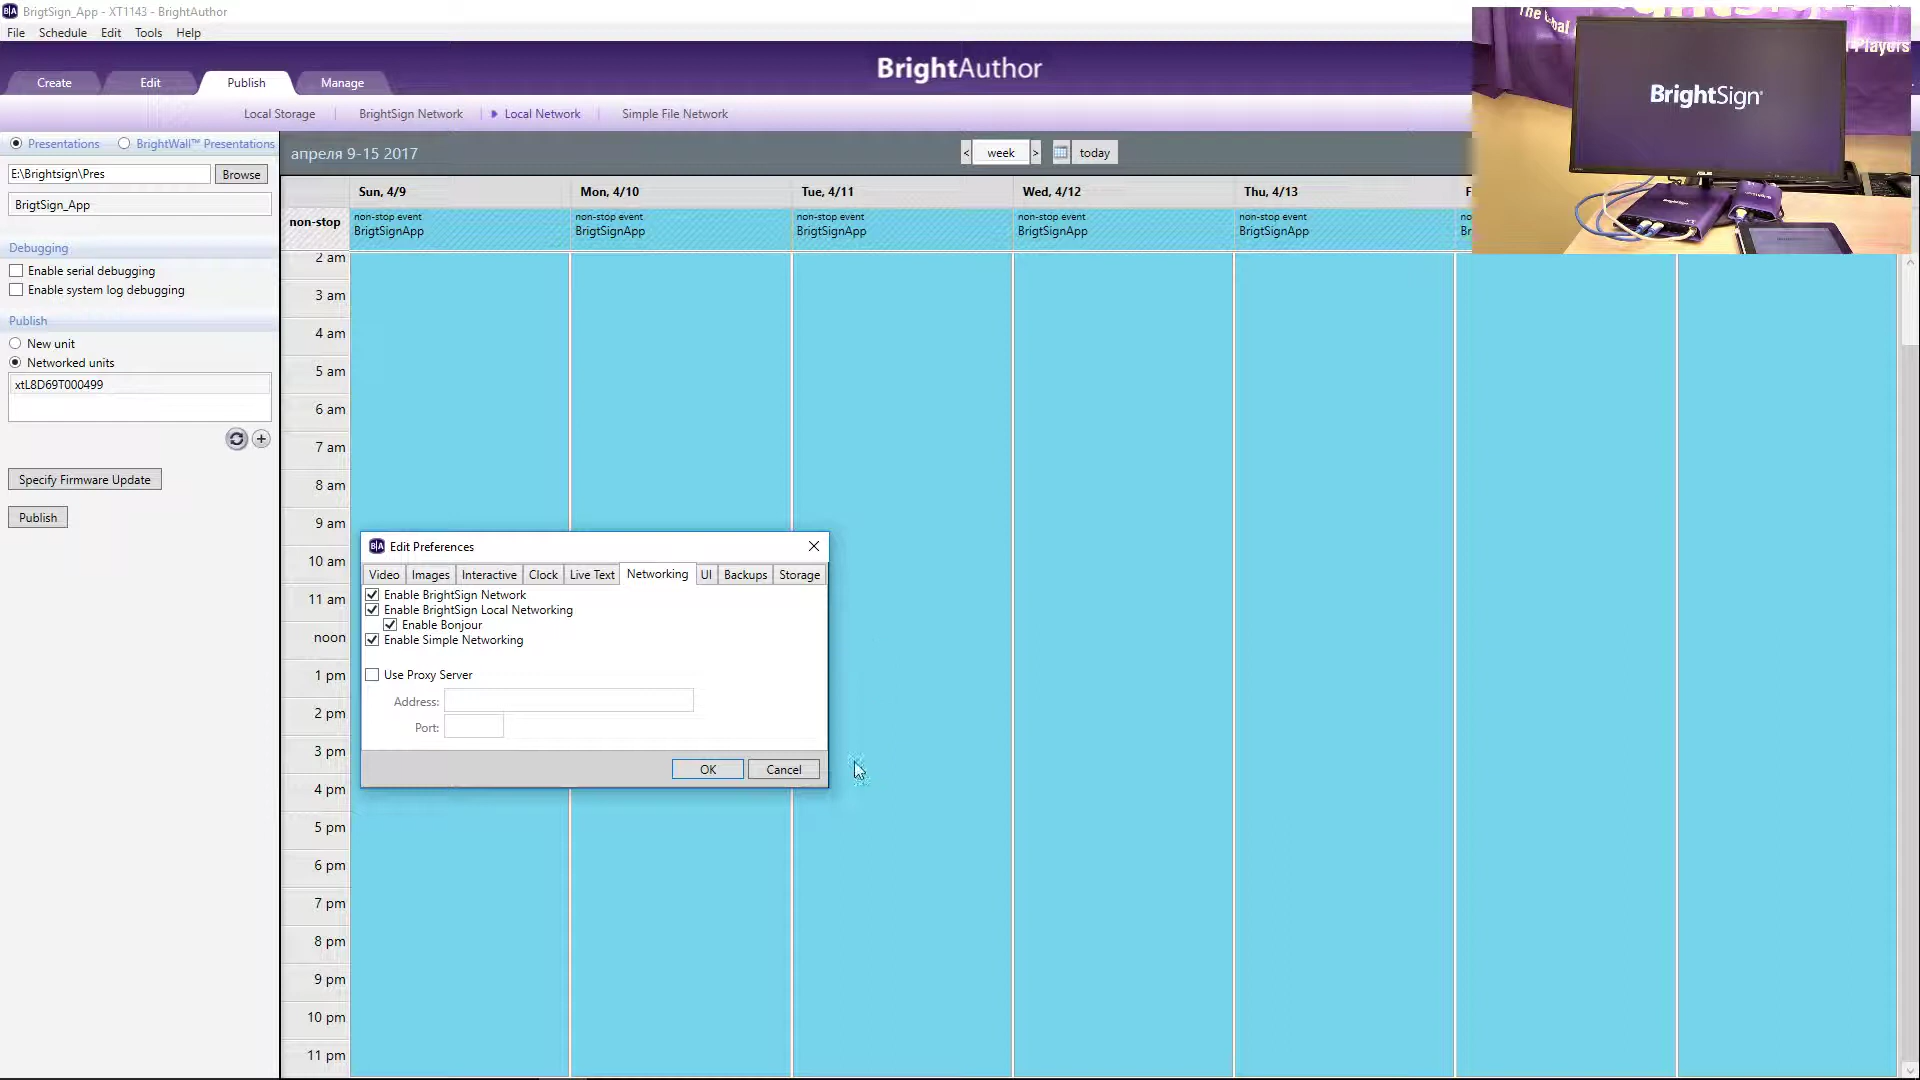 BrigtSign_App - XT1143 - BrightAuthor
File Schedule Edit Tools Help
BrightAuthor
Create Edit Publish Manage
Local Storage BrightSign Network Local Network Simple File Network
Presentations BrightWall™ Presentations
E:\Brightsign\Pres Browse
BrigtSign_App
Debugging
Enable serial debugging
Enable system log debugging
Publish
New unit
Networked units
xtL8D69T000499
Specify Firmware Update
Publish
апреля 9-15 2017
< week > today
Sun, 4/9 Mon, 4/10 Tue, 4/11 Wed, 4/12 Thu, 4/13 F
non-stop
non-stop event non-stop event non-stop event non-stop event non-stop event no
BrigtSignApp BrigtSignApp BrigtSignApp BrigtSignApp BrigtSignApp
2 am
3 am
4 am
5 am
6 am
7 am
8 am
9 am
10 am
11 am
noon
1 pm
2 pm
3 pm
4 pm
5 pm
6 pm
7 pm
8 pm
9 pm
10 pm
11 pm
B|A Edit Preferences
Video Images Interactive Clock Live Text Networking UI Backups Storage
Enable BrightSign Network
Enable BrightSign Local Networking
Enable Bonjour
Enable Simple Networking
Use Proxy Server
Address:
Port:
OK Cancel
The
Players
BrightSign